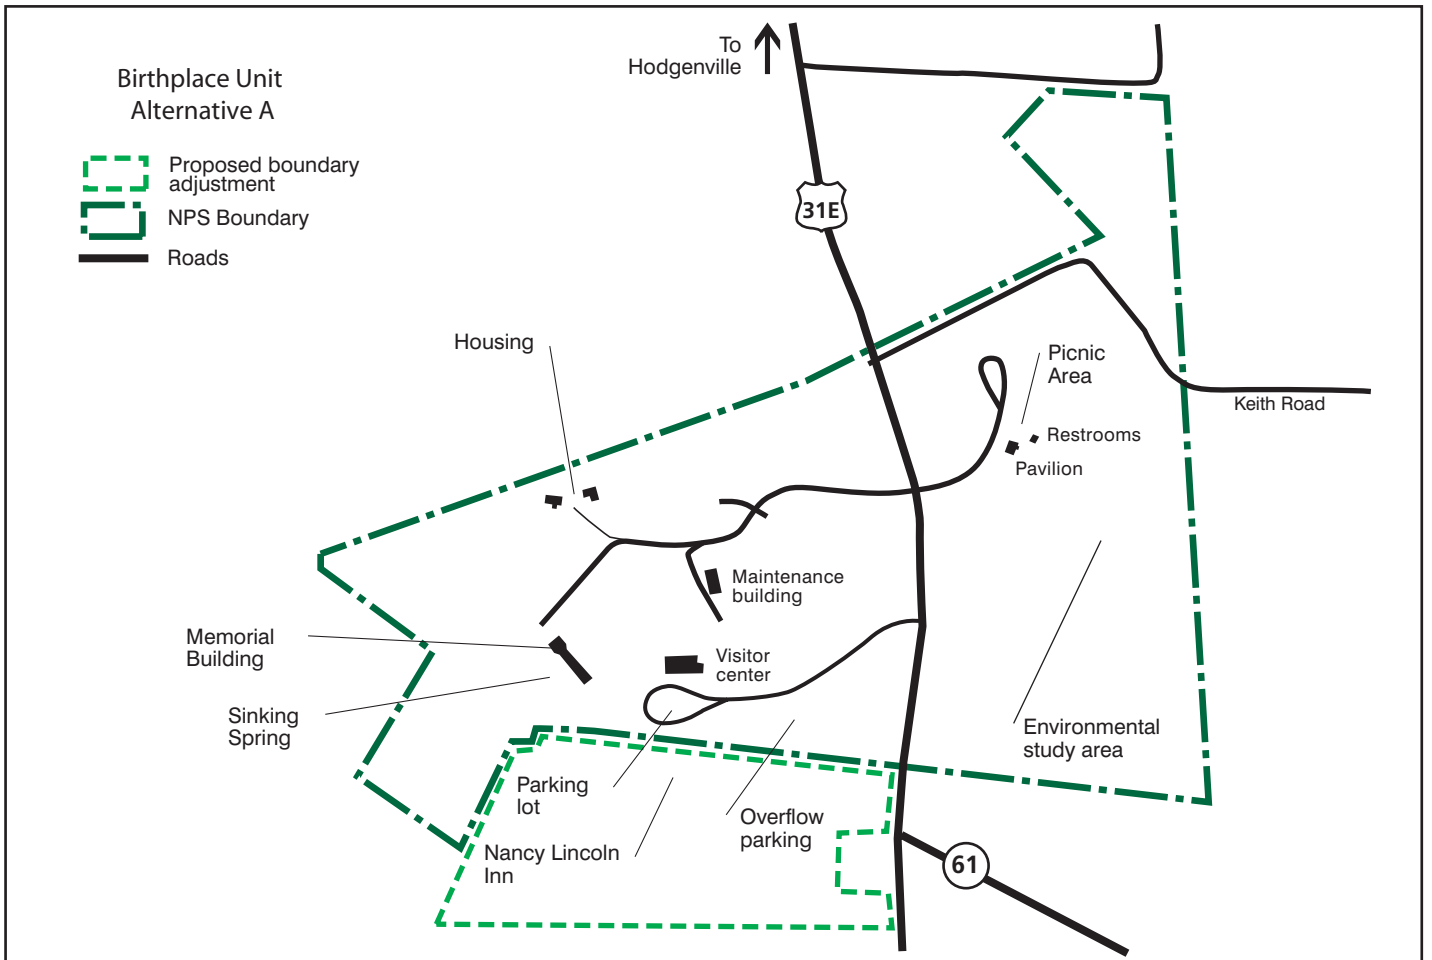 Birthplace Unit
Alternative A
Proposed boundary
adjustment
NPS Boundary
Roads
To
Hodgenville
31E
Housing
Picnic
Area
Restrooms
Pavilion
Keith Road
Maintenance
building
Memorial
Building
Visitor
center
Sinking
Spring
Environmental
study area
Parking
lot
Overflow
parking
Nancy Lincoln
Inn
61